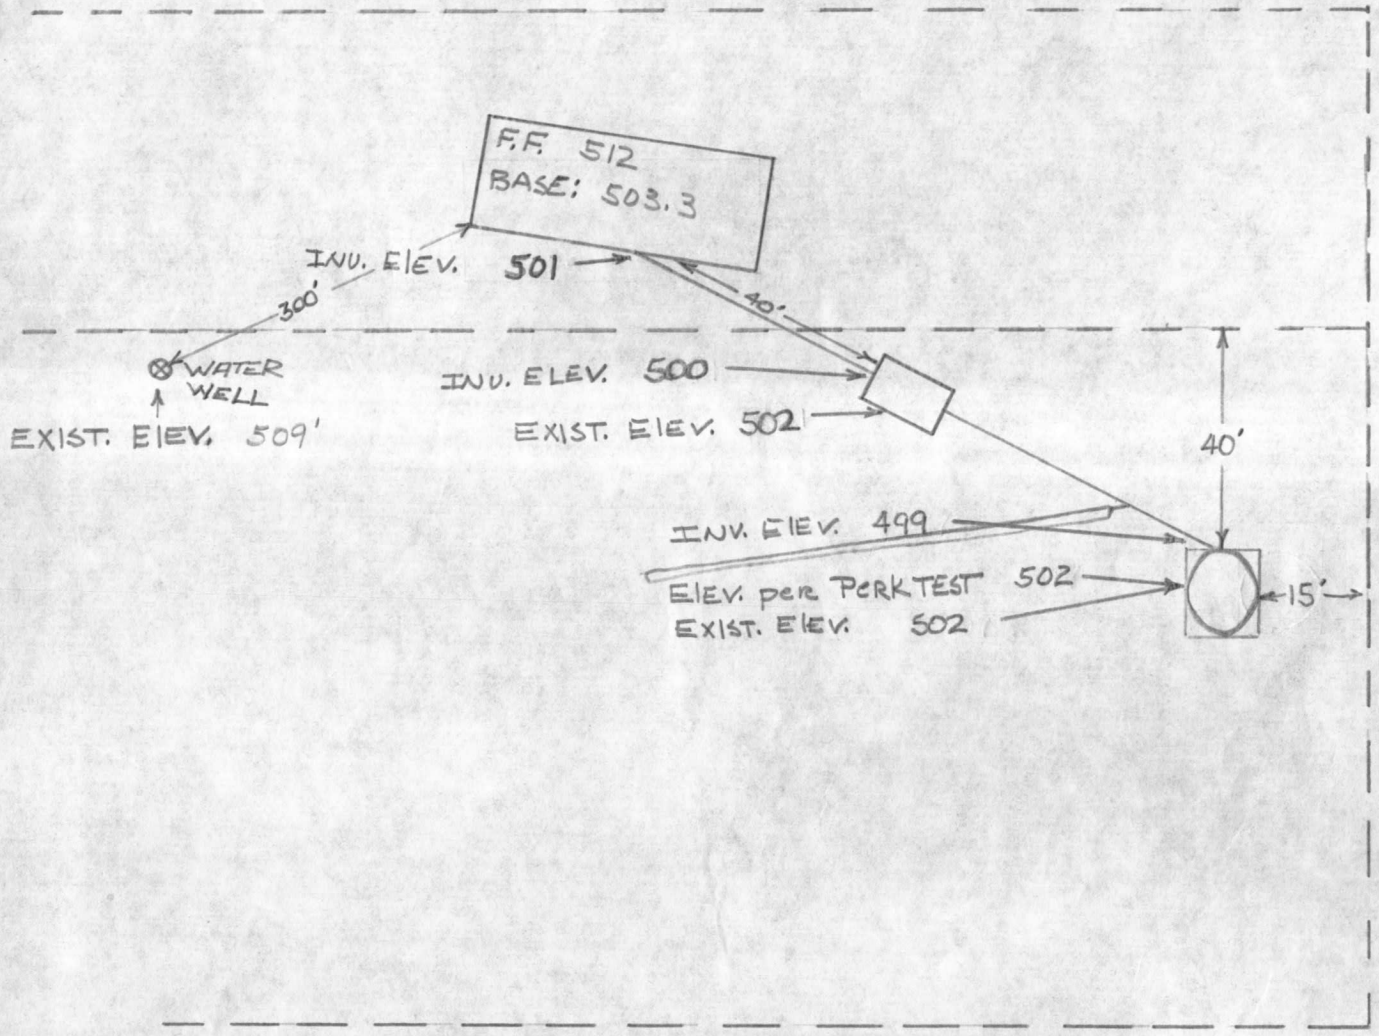 F.F. 512
BASE: 503.3
INV. ElEV. 501
300'
40'
WATER
WELL
EXIST. ElEV. 509'
INV. ELEV. 500
EXIST. ElEV. 502
40'
INV. ElEV. 499
ElEV. per PERK TEST 502
EXIST. ElEV. 502
15'